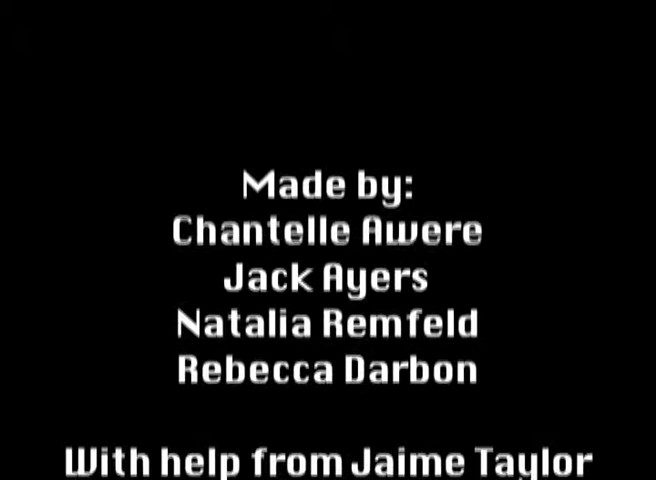 Made by:
Chantelle Awere
Jack Ayers
Natalia Remfeld
Rebecca Darbon
With help from Jaime Taylor